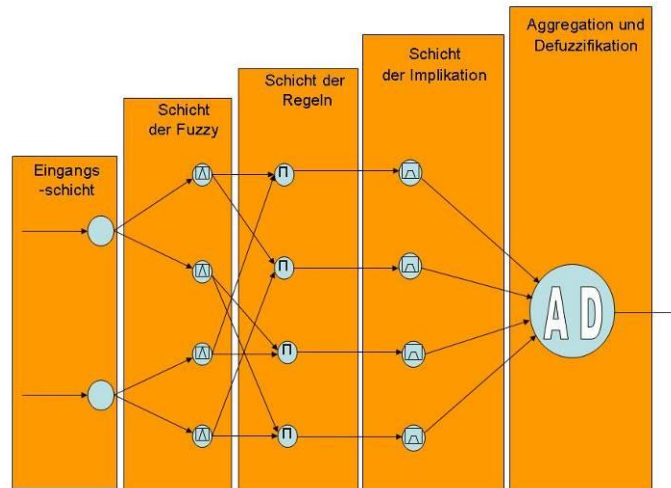 Eingangs
-schicht
Schicht
der Fuzzy
Schicht der
Regeln
Schicht
der Implikation
Aggregation und
Defuzzifikation
Π
Π
Π
Π
A D